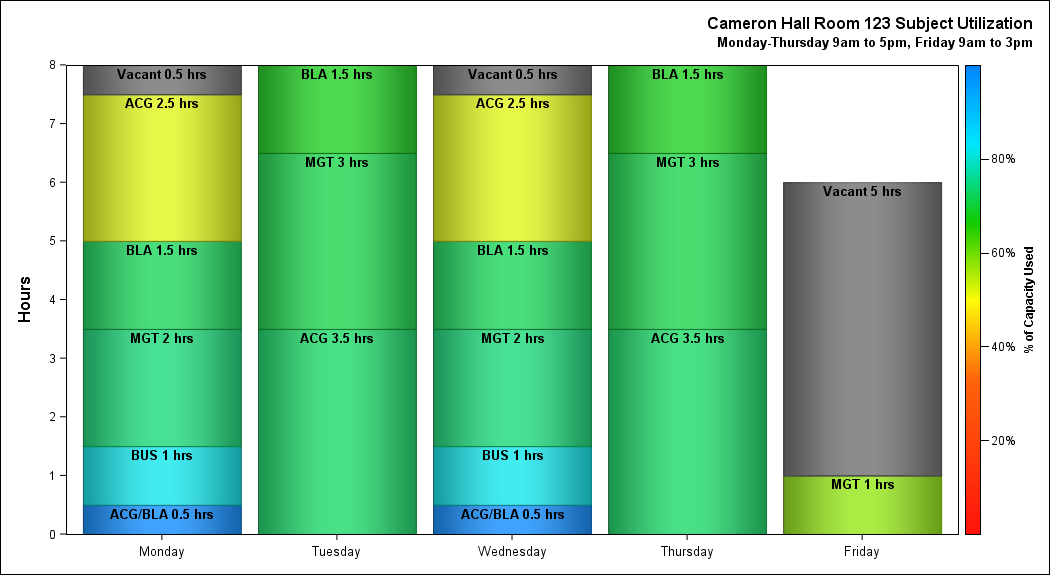 Cameron Hall Room 123 Subject Utilization
Monday-Thursday 9am to 5pm, Friday 9am to 3pm
Hours
8
7
6
5
4
3
2
1
0
Vacant 0.5 hrs
ACG 2.5 hrs
BLA 1.5 hrs
MGT 2 hrs
BUS 1 hrs
ACG/BLA 0.5 hrs
BLA 1.5 hrs
MGT 3 hrs
ACG 3.5 hrs
Vacant 0.5 hrs
ACG 2.5 hrs
BLA 1.5 hrs
MGT 2 hrs
BUS 1 hrs
ACG/BLA 0.5 hrs
BLA 1.5 hrs
MGT 3 hrs
ACG 3.5 hrs
Vacant 5 hrs
MGT 1 hrs
Monday Tuesday Wednesday Thursday Friday
80%
60%
40%
20%
% of Capacity Used